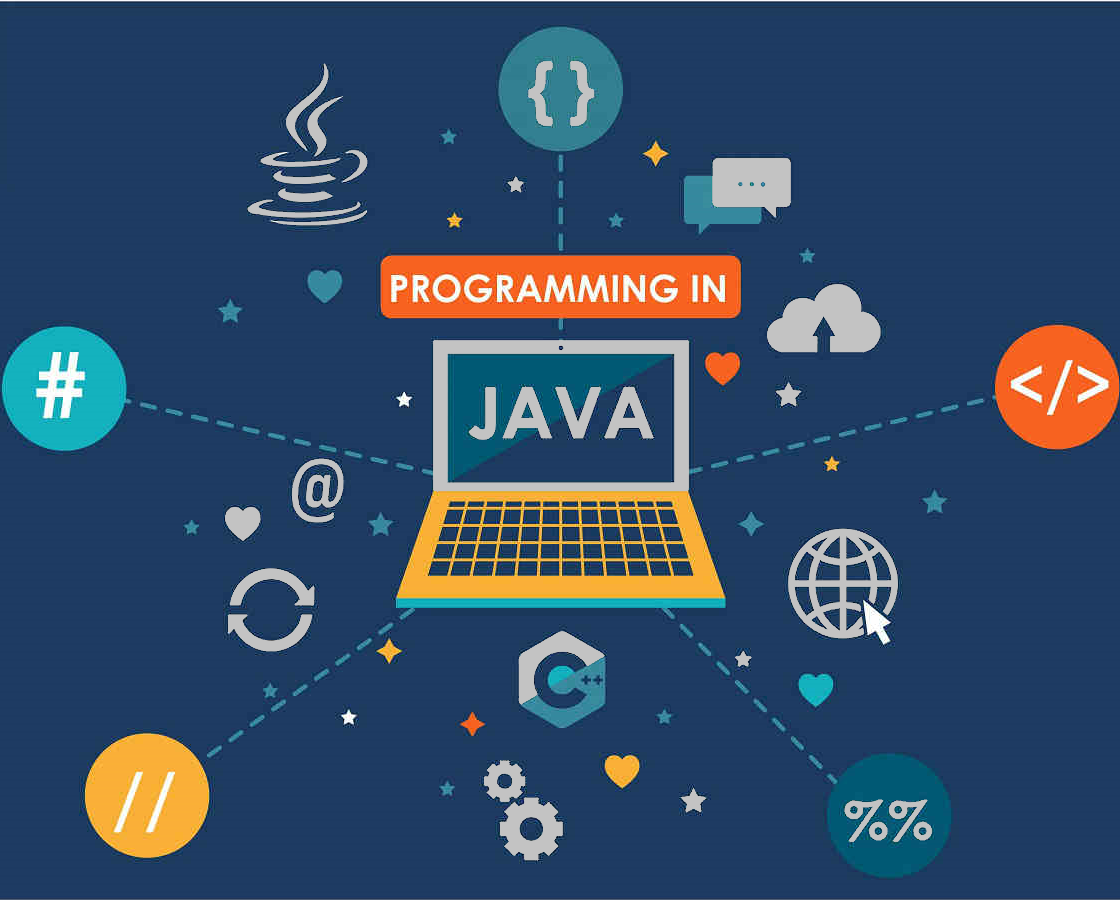 { }
PROGRAMMING IN
JAVA
#
</>
@
C++
//
%%